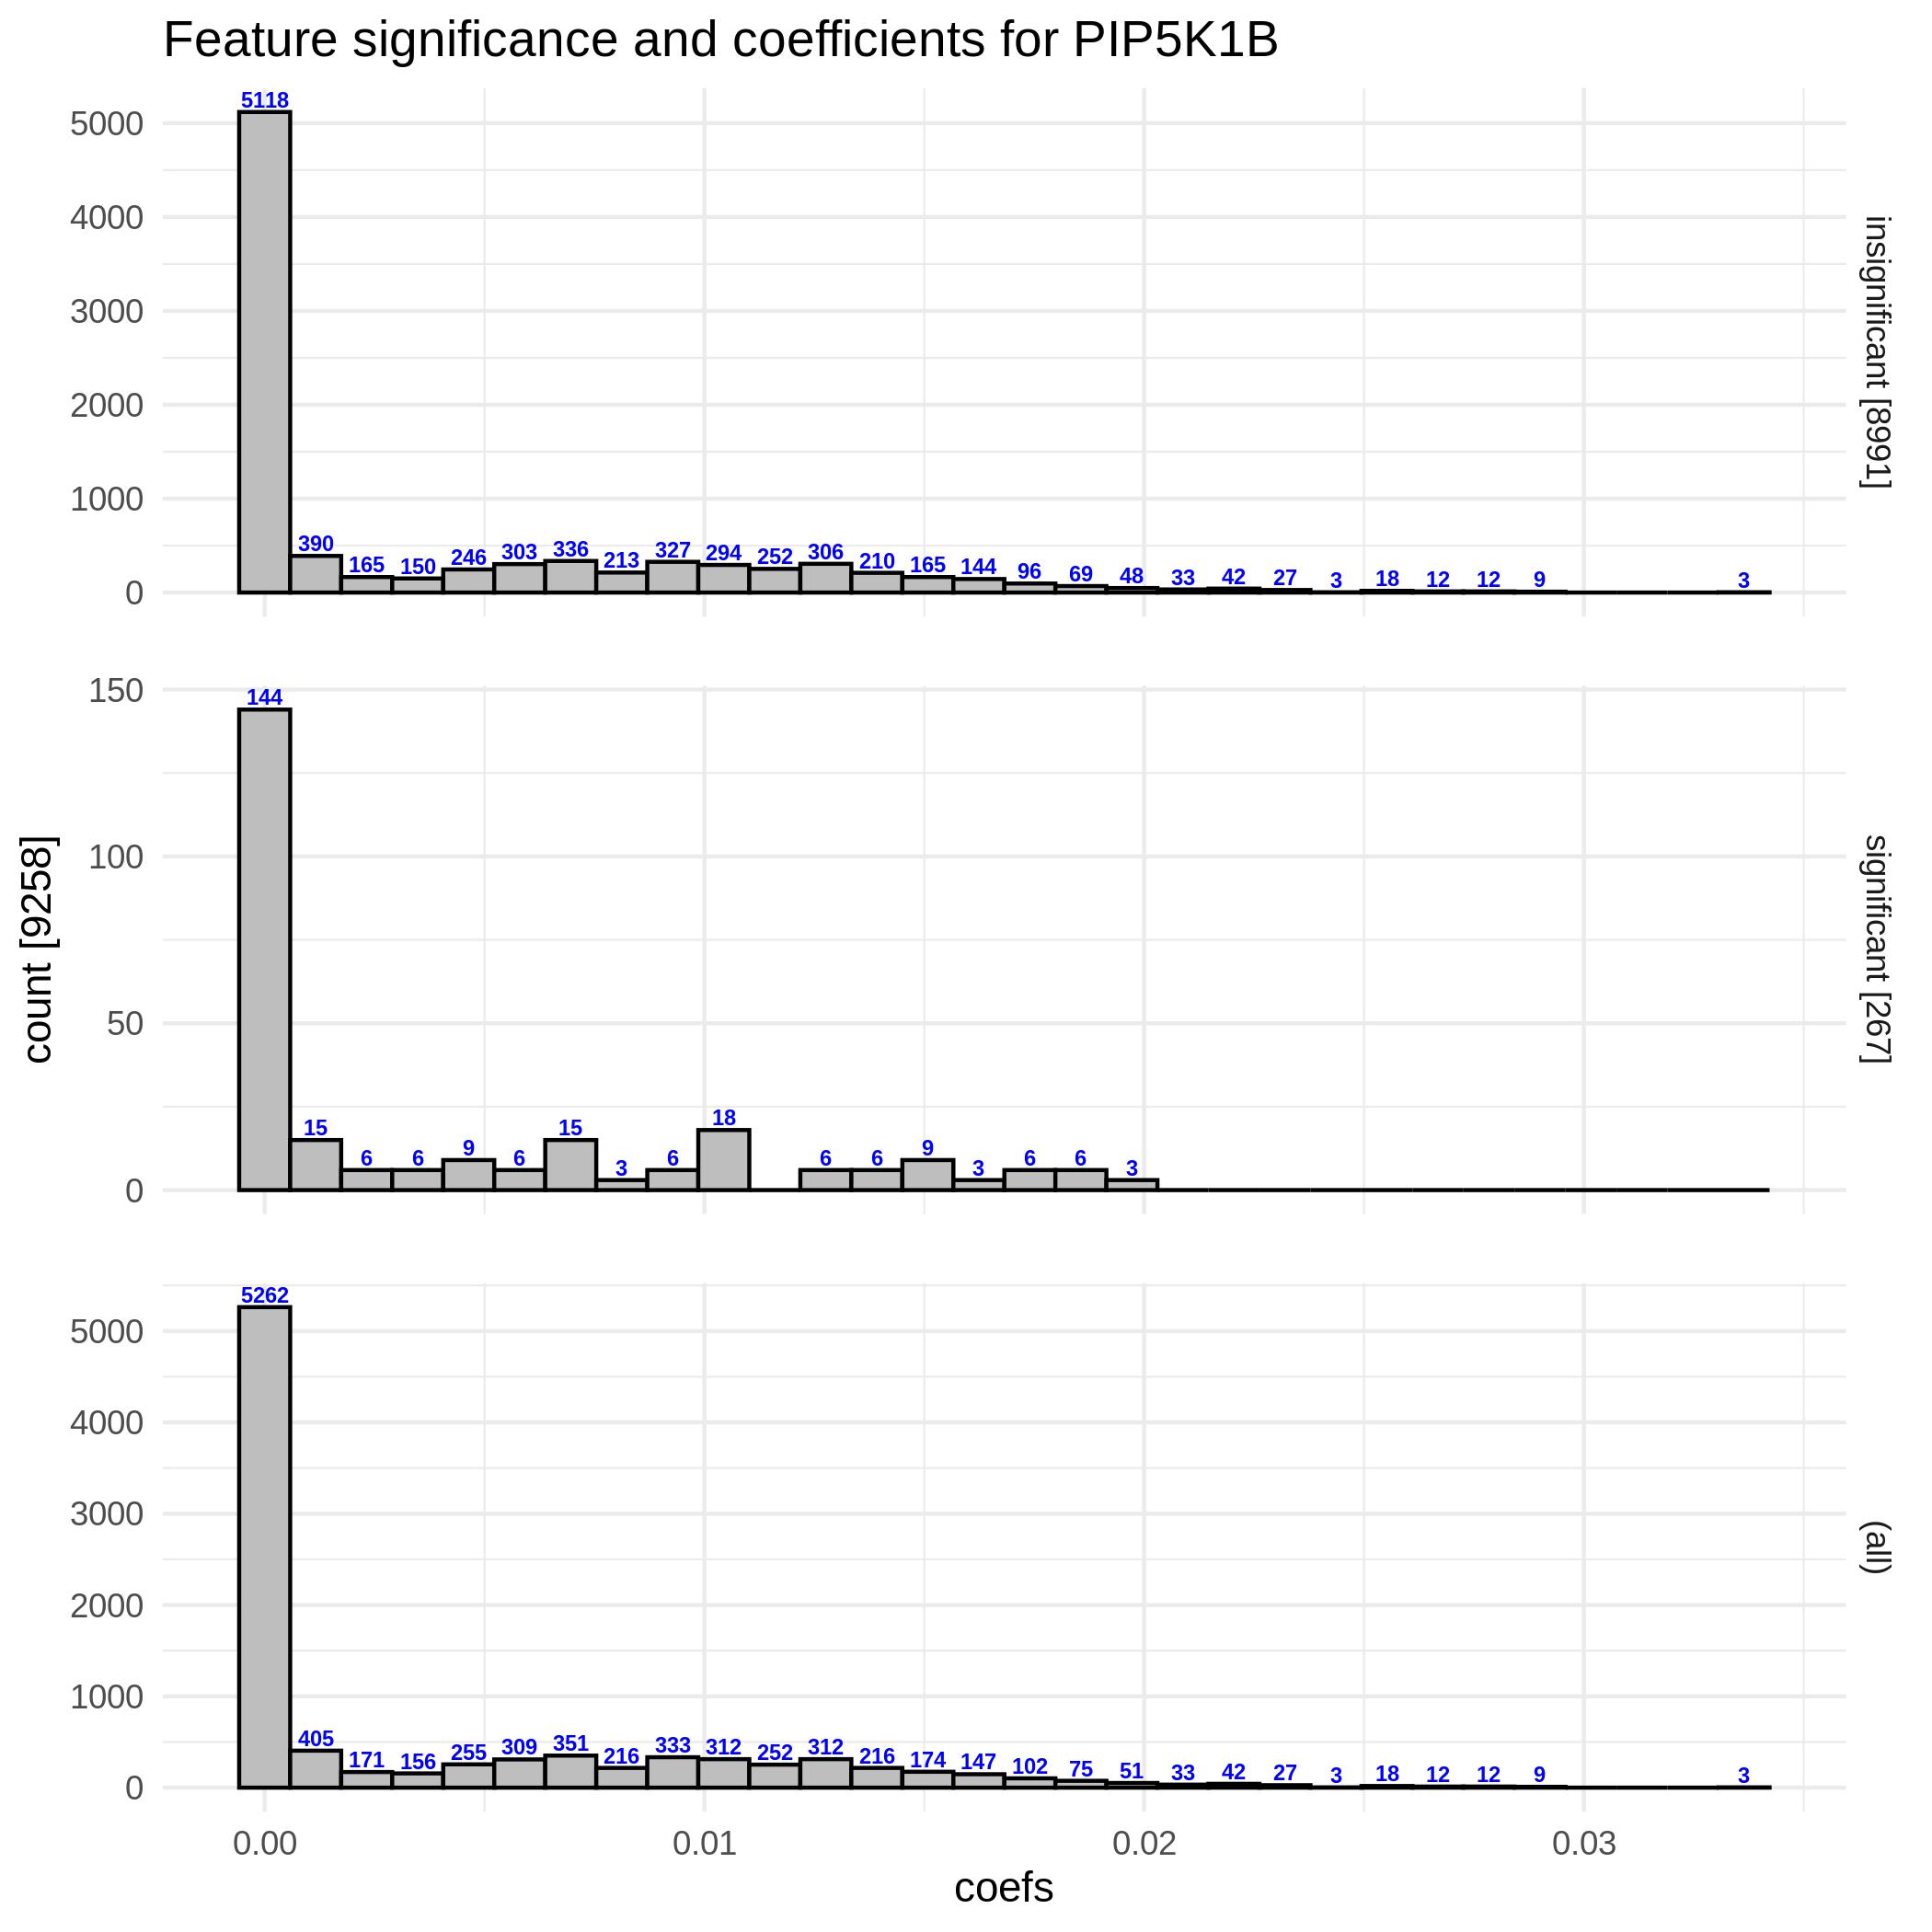 Feature significance and coefficients for PIP5K1B
5118
5000
4000
3000
2000
1000
0
390 165 150 246 303 336 213 327 294 252 306 210 165 144 96 69 48 33 42 27 3 18 12 12 9 3
insignificant [8991]
count [9258]
150
100
50
0
144
15 6 6 9 6 15 3 6 18 6 6 9 3 6 6 3
significant [267]
5262
5000
4000
3000
2000
1000
0
405 171 156 255 309 351 216 333 312 252 312 216 174 147 102 75 51 33 42 27 3 18 12 12 9 3
(all)
0.00 0.01 0.02 0.03
coefs